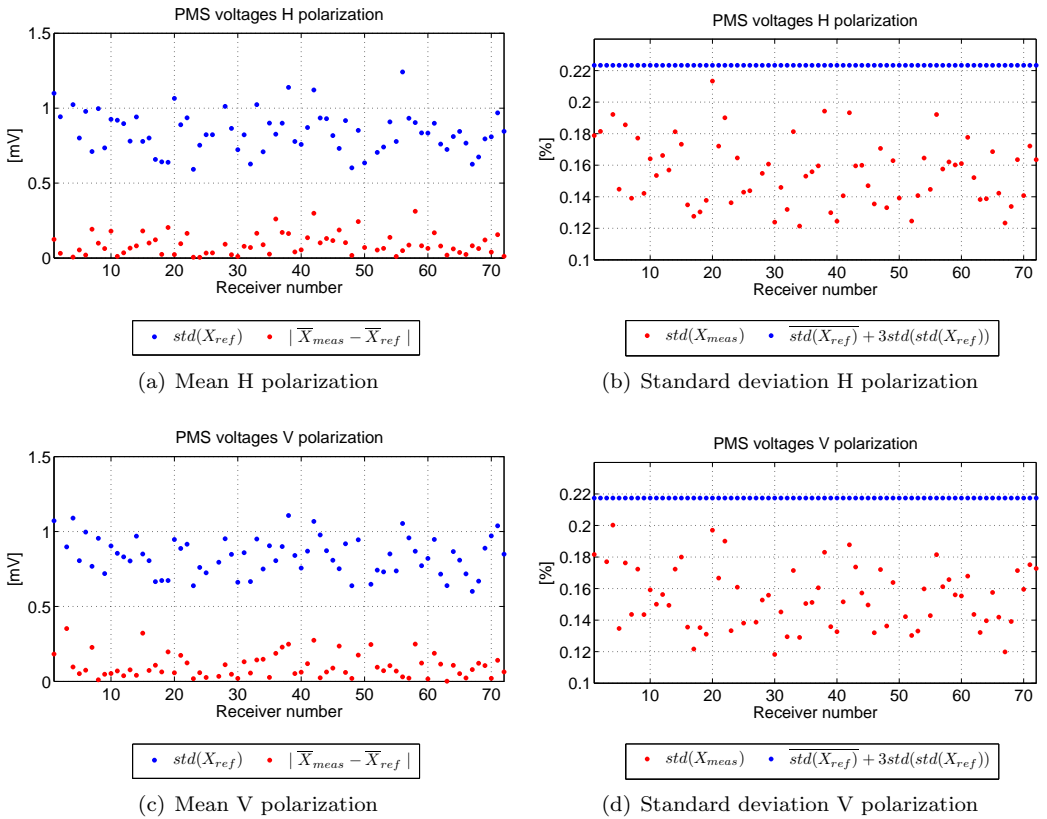 PMS voltages H polarization
1.5
1
0.5
0
[mV]
10 20 30 40 50 60 70
Receiver number
std(X_ref) | X̅_meas − X̅_ref |
(a) Mean H polarization
PMS voltages H polarization
0.22
0.2
0.18
0.16
0.14
0.12
0.1
[%]
10 20 30 40 50 60 70
Receiver number
std(X_meas) \overline{std(X_ref)} + 3std(std(X_ref))
(b) Standard deviation H polarization
PMS voltages V polarization
1.5
1
0.5
0
[mV]
10 20 30 40 50 60 70
Receiver number
std(X_ref) | X̅_meas − X̅_ref |
(c) Mean V polarization
PMS voltages V polarization
0.22
0.2
0.18
0.16
0.14
0.12
0.1
[%]
10 20 30 40 50 60 70
Receiver number
std(X_meas) \overline{std(X_ref)} + 3std(std(X_ref))
(d) Standard deviation V polarization